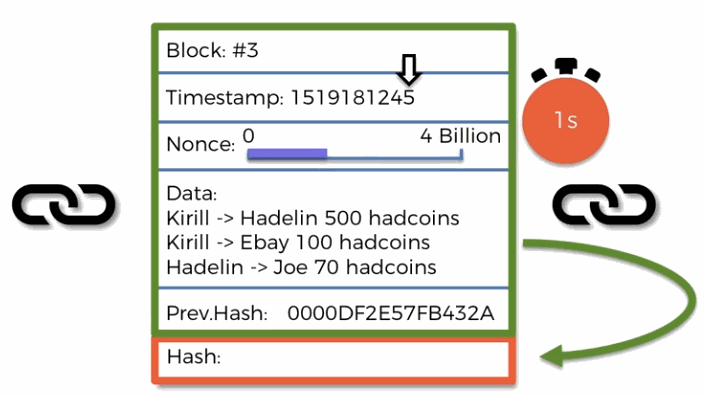 Block: #3
Timestamp: 1519181245
1s
Nonce: 0 4 Billion
Data:
Kirill -> Hadelin 500 hadcoins
Kirill -> Ebay 100 hadcoins
Hadelin -> Joe 70 hadcoins
Prev.Hash: 0000DF2E57FB432A
Hash: